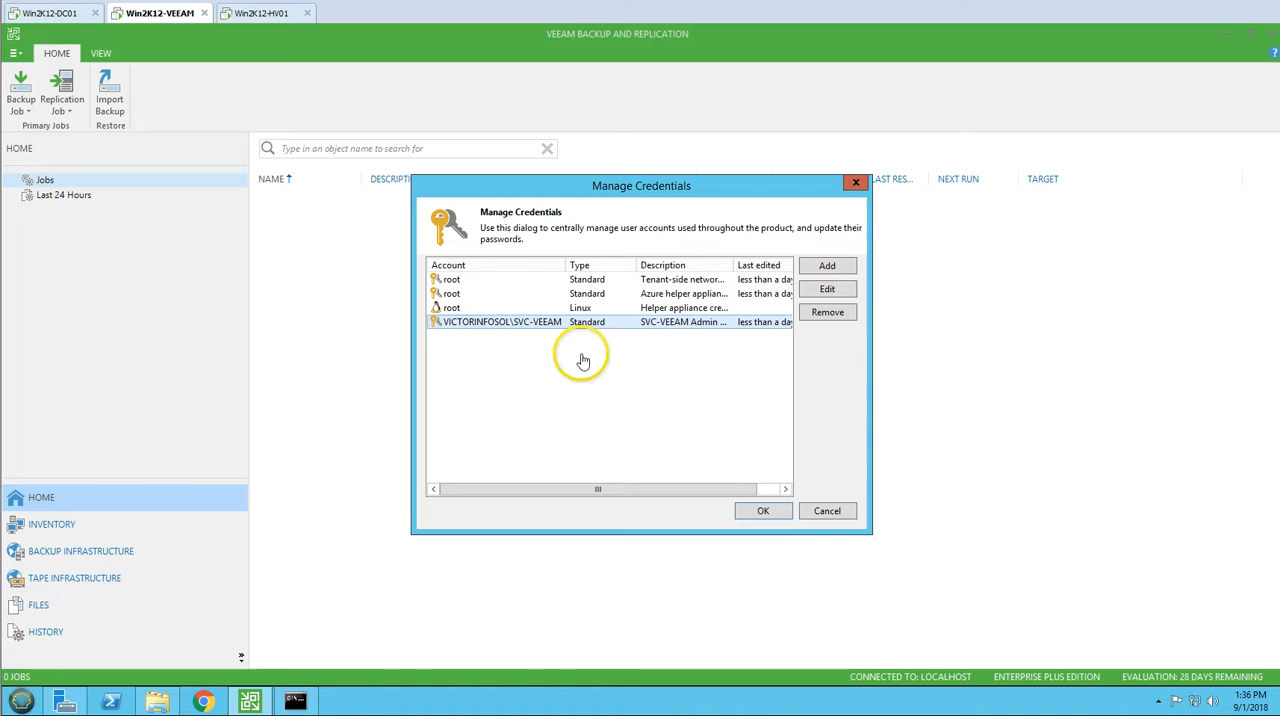 Win2K12-DC01
Win2K12-VEEAM
Win2K12-HV01
VEEAM BACKUP AND REPLICATION
HOME
VIEW
Backup Job
Replication Job
Import Backup
Primary Jobs
Restore
HOME
Type in an object name to search for
Jobs
Last 24 Hours
NAME
DESCRIPTI
LAST RES...
NEXT RUN
TARGET
Manage Credentials
Manage Credentials
Use this dialog to centrally manage user accounts used throughout the product, and update their
passwords.
Account Type Description Last edited
root Standard Tenant-side networ... less than a day
root Standard Azure helper applian... less than a day
root Linux Helper appliance cre... less than a day
VICTORINFOSOL\SVC-VEEAM Standard SVC-VEEAM Admin ... less than a day
Add
Edit
Remove
OK
Cancel
HOME
INVENTORY
BACKUP INFRASTRUCTURE
TAPE INFRASTRUCTURE
FILES
HISTORY
0 JOBS
CONNECTED TO: LOCALHOST
ENTERPRISE PLUS EDITION
EVALUATION: 28 DAYS REMAINING
1:36 PM
9/1/2018